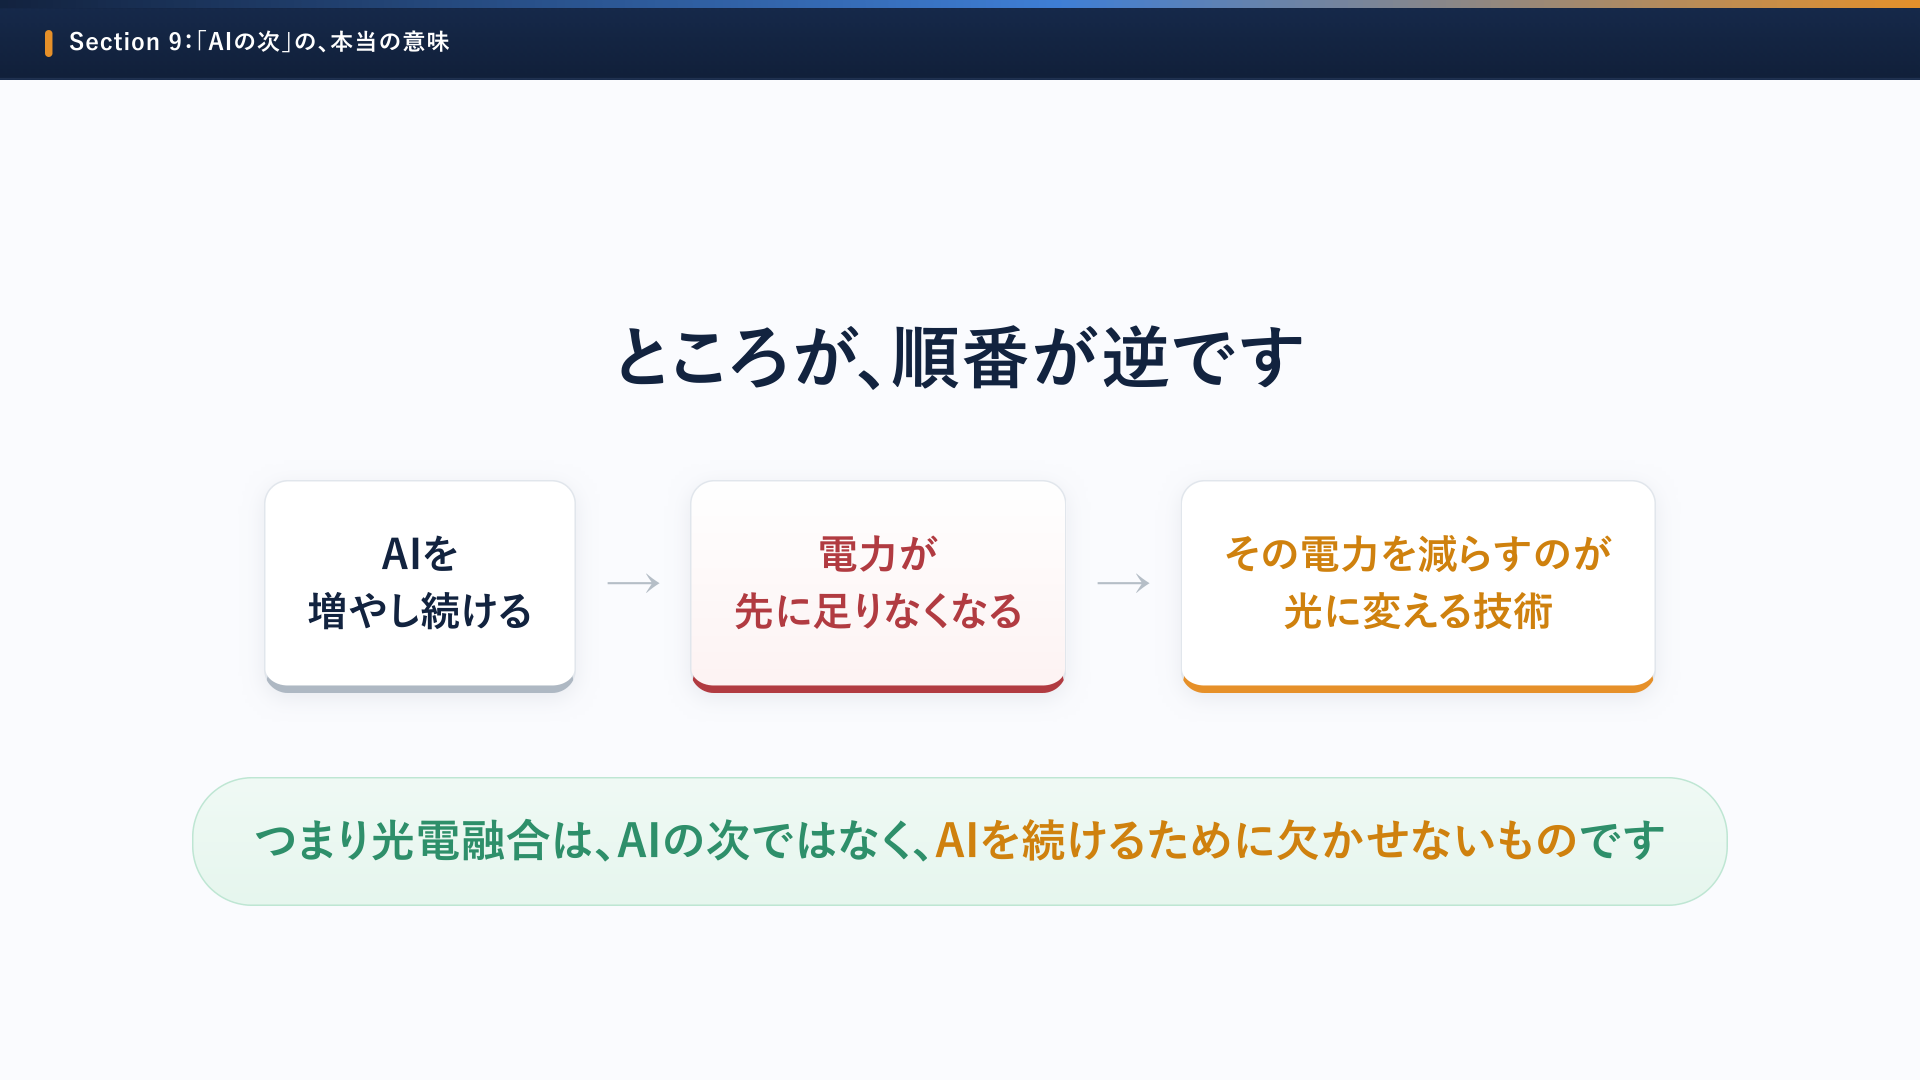 Section 9:「AIの次」の、本当の意味
ところが、順番が逆です
AIを
増やし続ける
→
電力が
先に足りなくなる
→
その電力を減らすのが
光に変える技術
つまり光電融合は、AIの次ではなく、AIを続けるために欠かせないものです